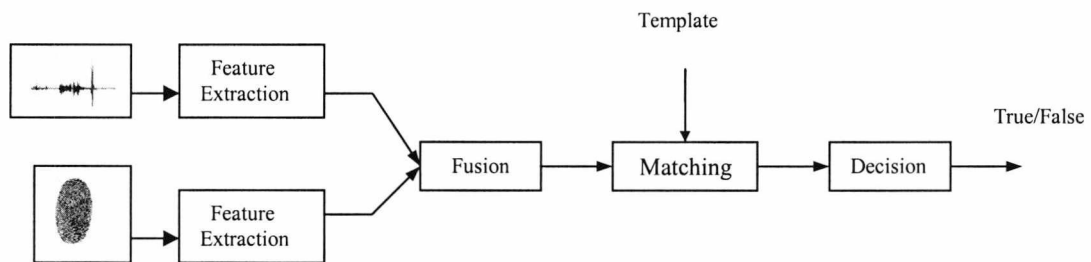 Template
Feature
Extraction
True/False
Fusion
Matching
Decision
Feature
Extraction